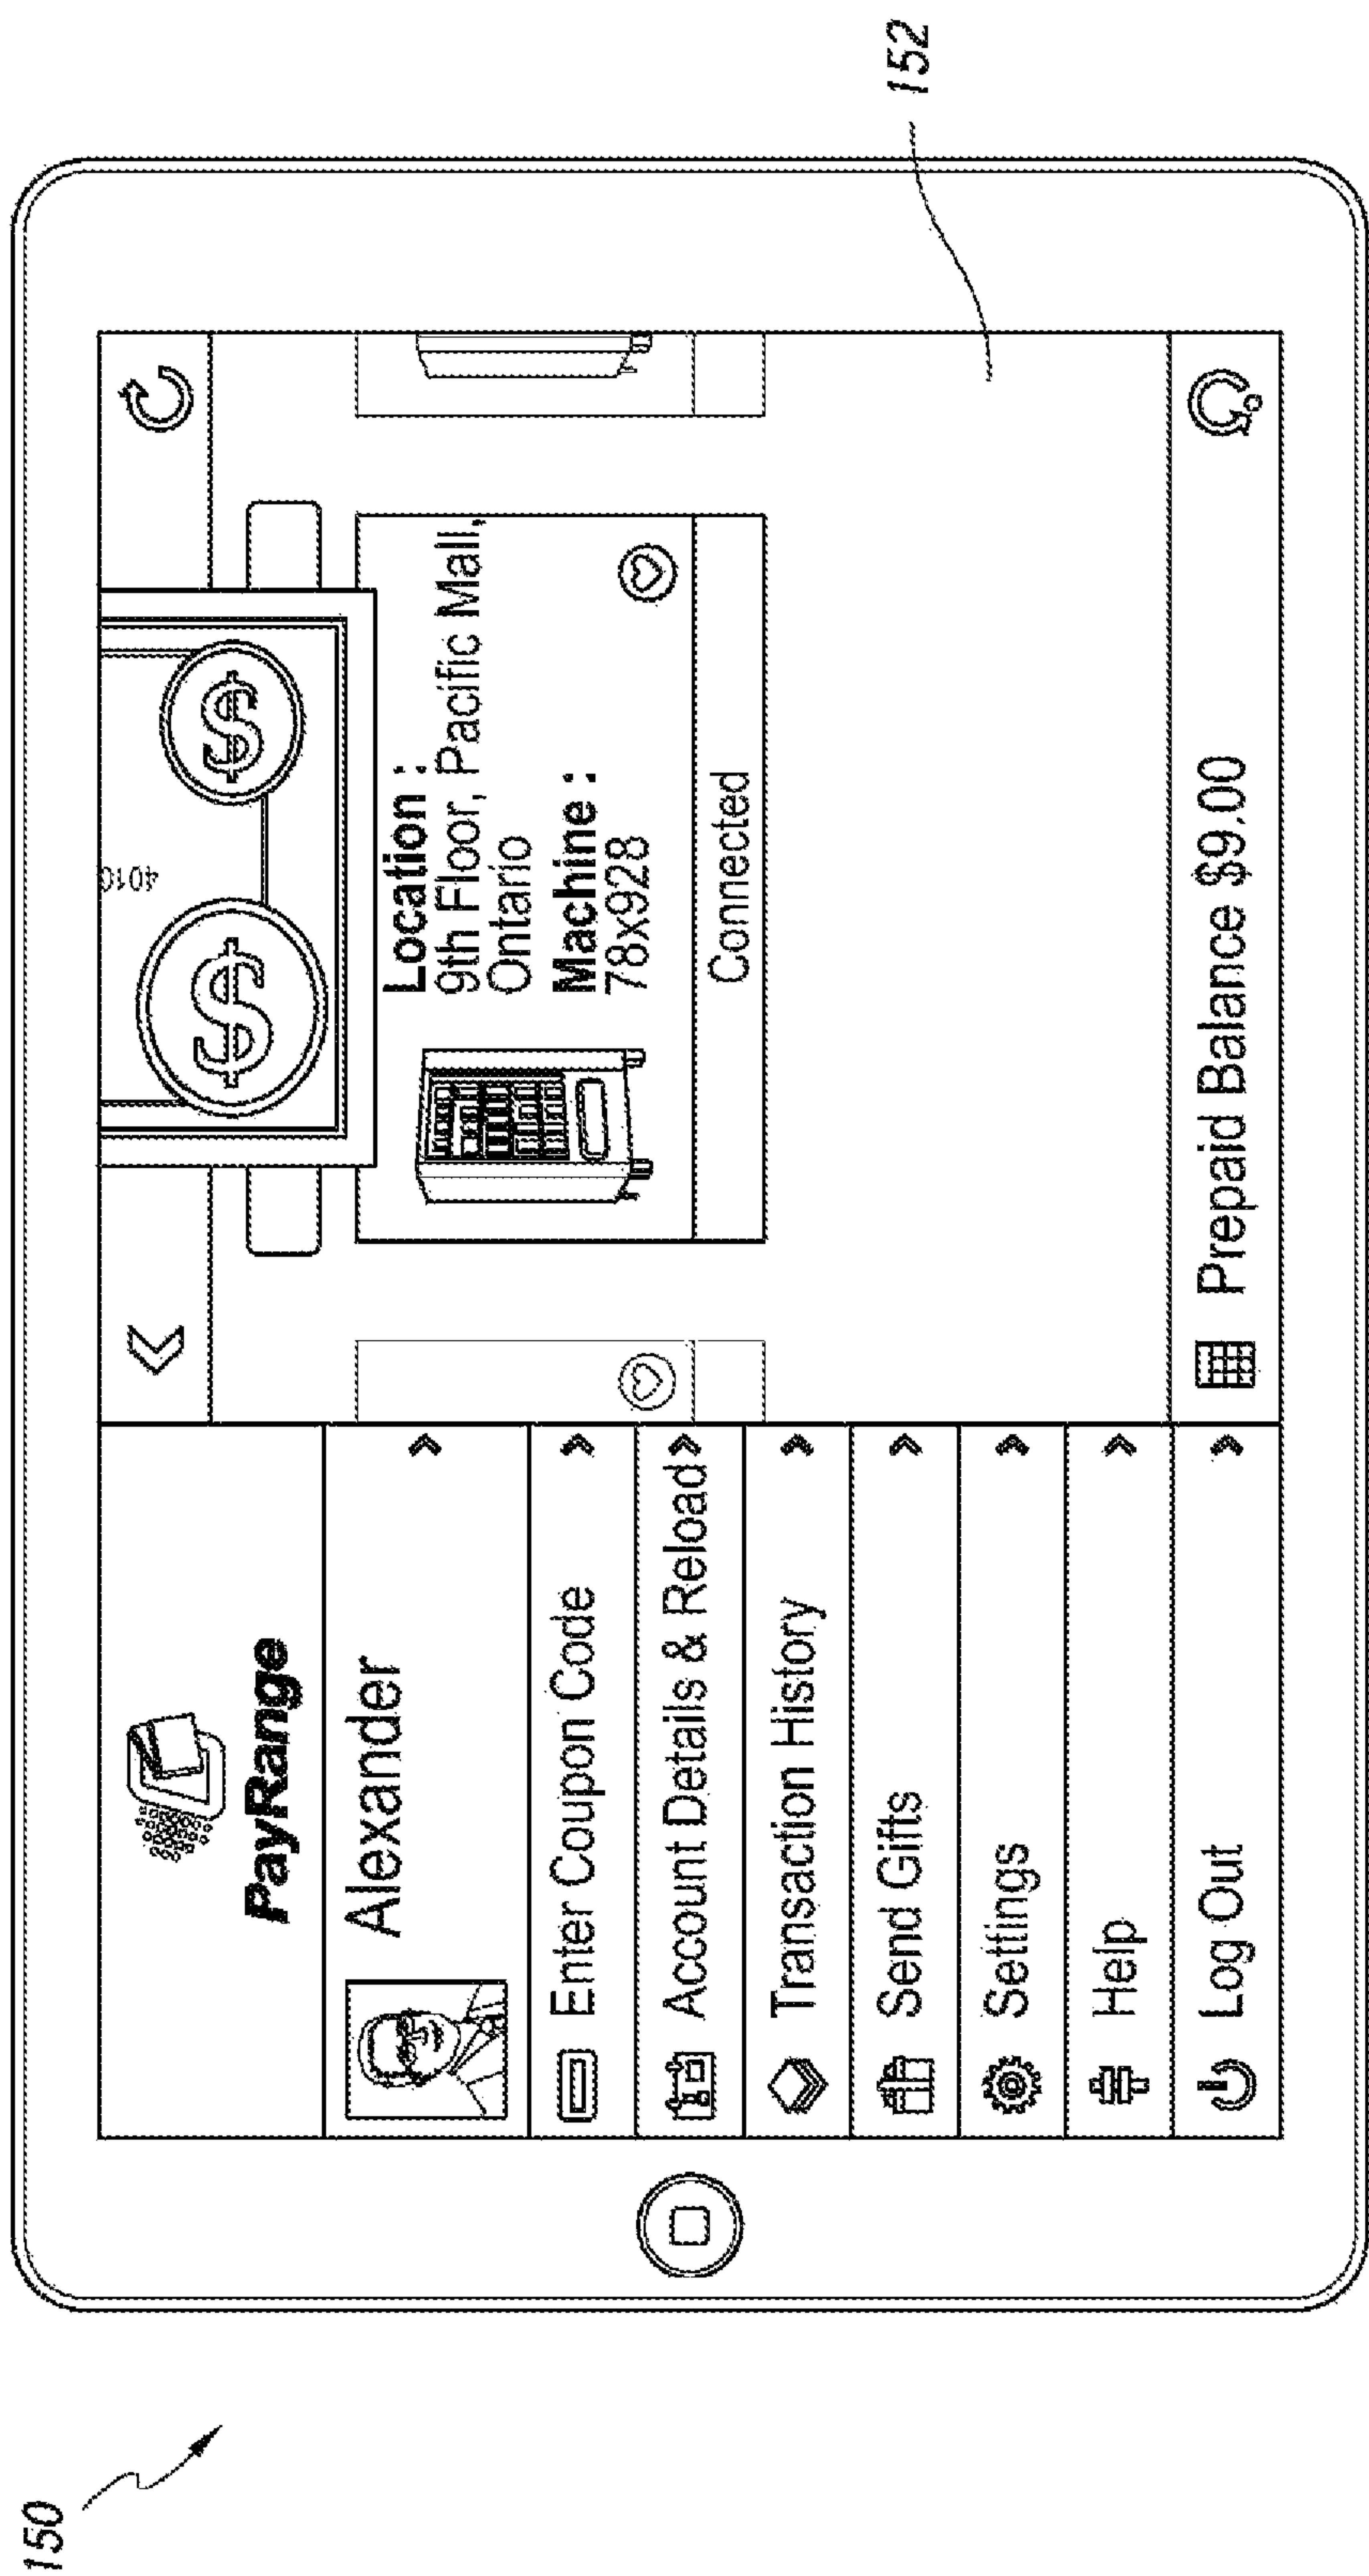 150
PayRange
Alexander
Enter Coupon Code
Account Details & Reload
Transaction History
Send Gifts
Settings
Help
Log Out
4010
$
$
Location :
9th Floor, Pacific Mall,
Ontario
Machine :
78x928
Connected
Prepaid Balance $9.00
152